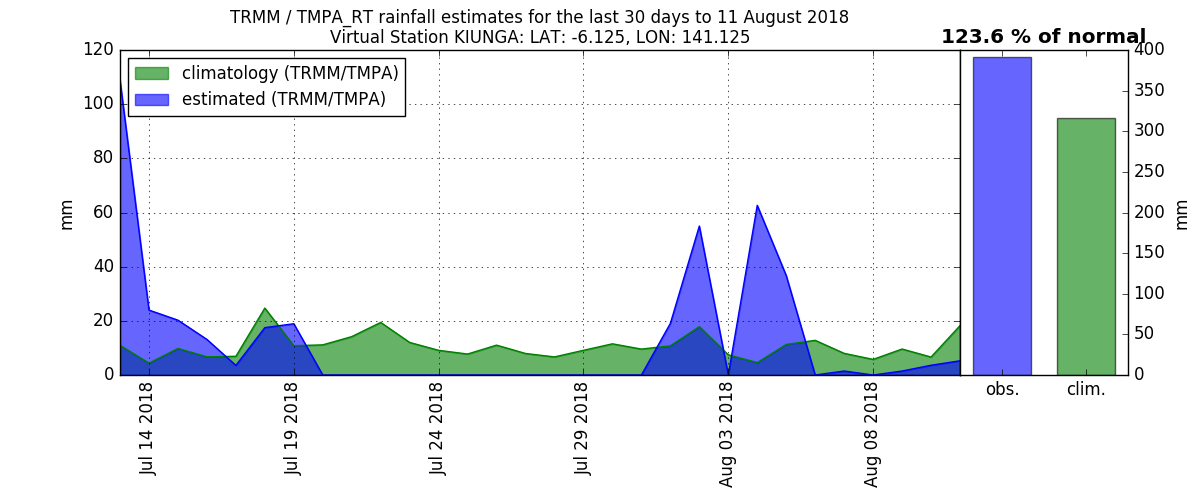 TRMM / TMPA_RT rainfall estimates for the last 30 days to 11 August 2018
Virtual Station KIUNGA: LAT: -6.125, LON: 141.125
123.6 % of normal
climatology (TRMM/TMPA)
estimated (TRMM/TMPA)
120
100
80
60
40
20
0
mm
Jul 14 2018
Jul 19 2018
Jul 24 2018
Jul 29 2018
Aug 03 2018
Aug 08 2018
obs.
clim.
400
350
300
250
200
150
100
50
0
mm